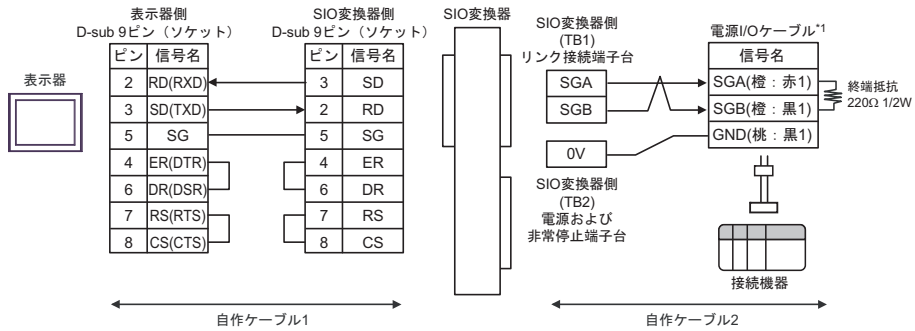 表示器
表示器側
D-sub 9ピン（ソケット）
ピン 信号名
2 RD(RXD)
3 SD(TXD)
5 SG
4 ER(DTR)
6 DR(DSR)
7 RS(RTS)
8 CS(CTS)
SIO変換器側
D-sub 9ピン（ソケット）
ピン 信号名
3 SD
2 RD
5 SG
4 ER
6 DR
7 RS
8 CS
自作ケーブル1
SIO変換器
SIO変換器側
(TB1)
リンク接続端子台
SGA
SGB
0V
SIO変換器側
(TB2)
電源および
非常停止端子台
電源I/Oケーブル*1
信号名
SGA(橙：赤1)
SGB(橙：黒1)
GND(桃：黒1)
終端抵抗
220Ω 1/2W
接続機器
自作ケーブル2